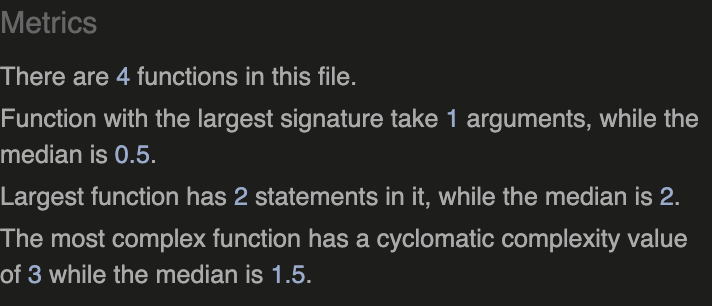 Metrics
There are 4 functions in this file.
Function with the largest signature take 1 arguments, while the
median is 0.5.
Largest function has 2 statements in it, while the median is 2.
The most complex function has a cyclomatic complexity value
of 3 while the median is 1.5.